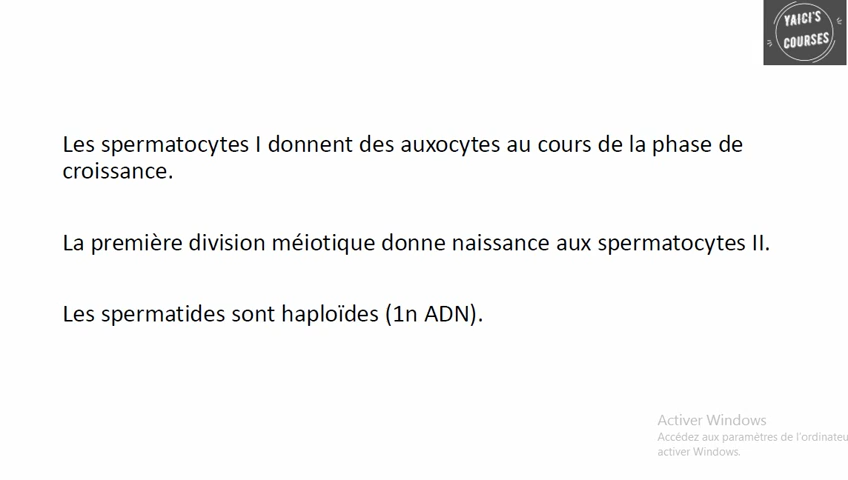 YAICI'S
COURSES
Les spermatocytes I donnent des auxocytes au cours de la phase de
croissance.
La première division méiotique donne naissance aux spermatocytes II.
Les spermatides sont haploïdes (1n ADN).
Activer Windows
Accédez aux paramètres de l'ordinateu
activer Windows.